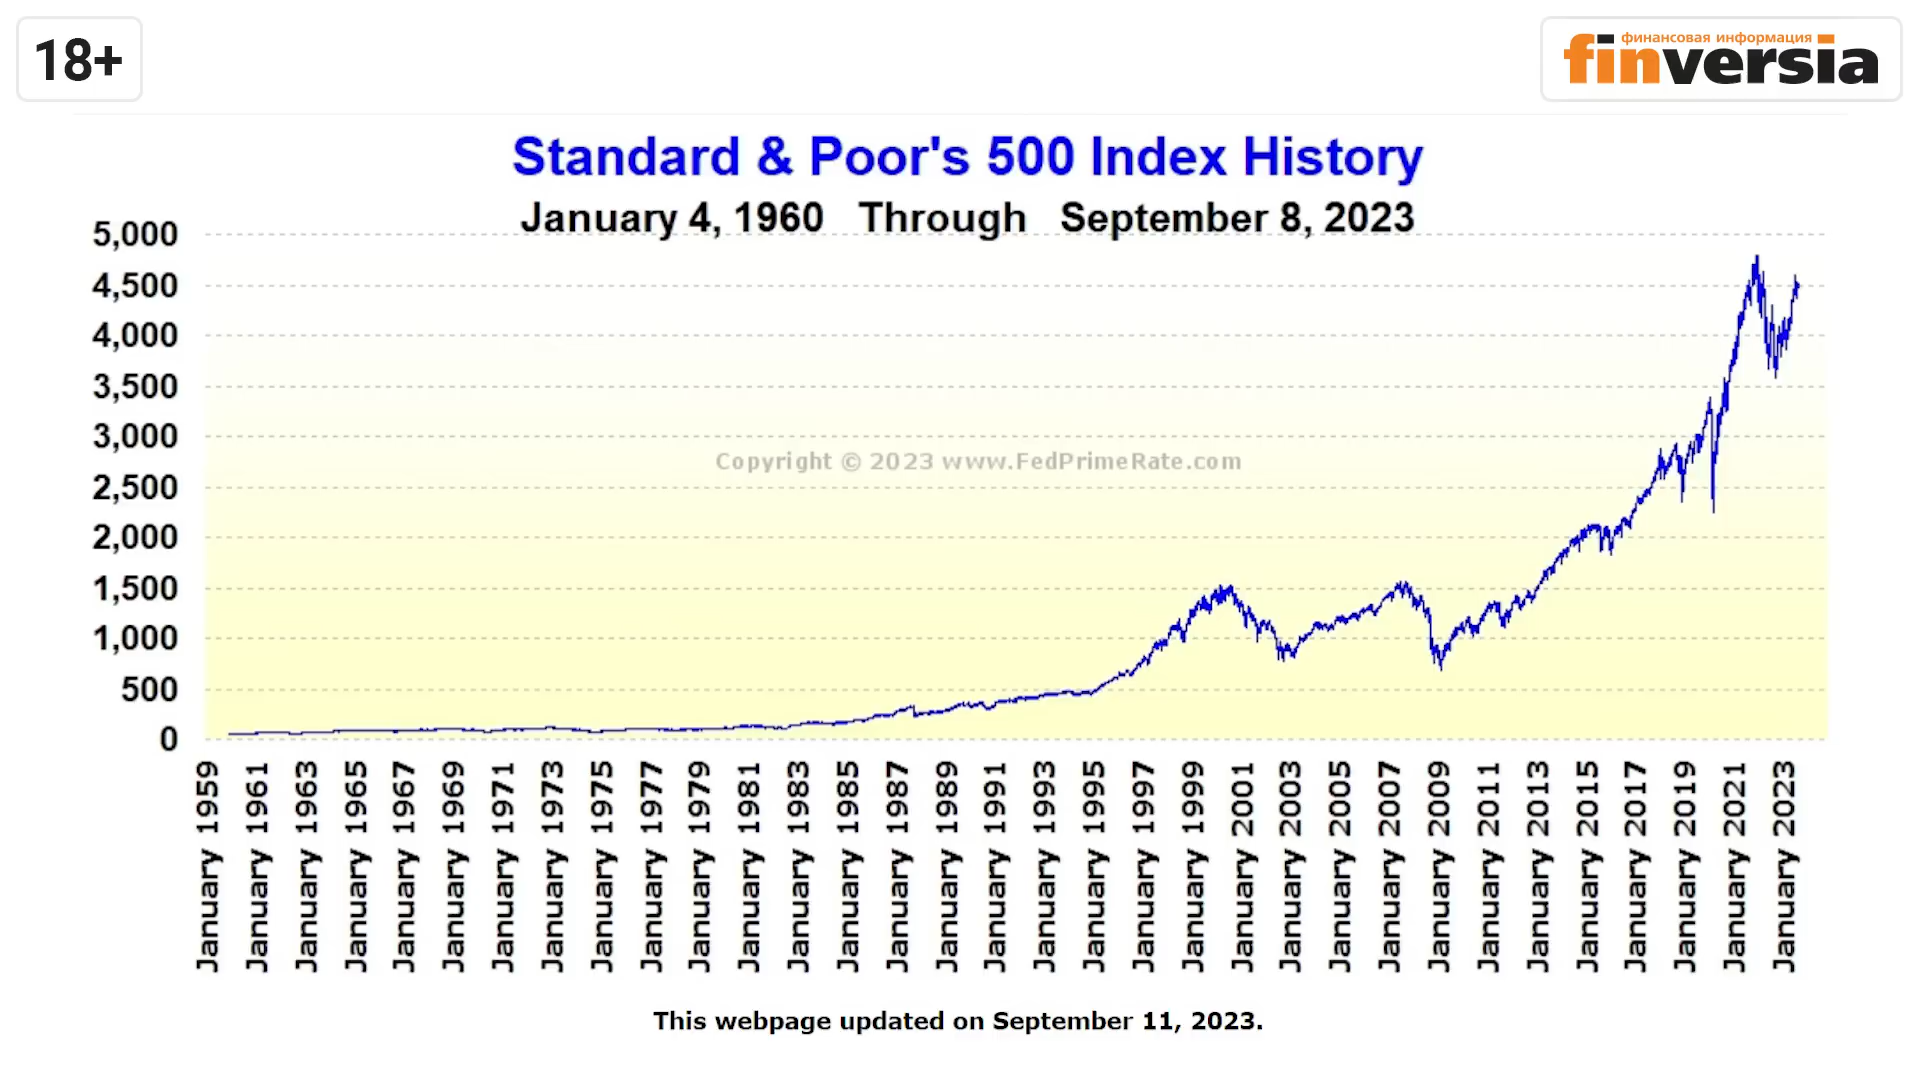 18+
финансовая информация
finversia
Standard & Poor's 500 Index History
January 4, 1960 Through September 8, 2023
5,000
4,500
4,000
3,500
3,000
2,500
2,000
1,500
1,000
500
0
Copyright © 2023 www.FedPrimeRate.com
January 1959
January 1961
January 1963
January 1965
January 1967
January 1969
January 1971
January 1973
January 1975
January 1977
January 1979
January 1981
January 1983
January 1985
January 1987
January 1989
January 1991
January 1993
January 1995
January 1997
January 1999
January 2001
January 2003
January 2005
January 2007
January 2009
January 2011
January 2013
January 2015
January 2017
January 2019
January 2021
January 2023
This webpage updated on September 11, 2023.